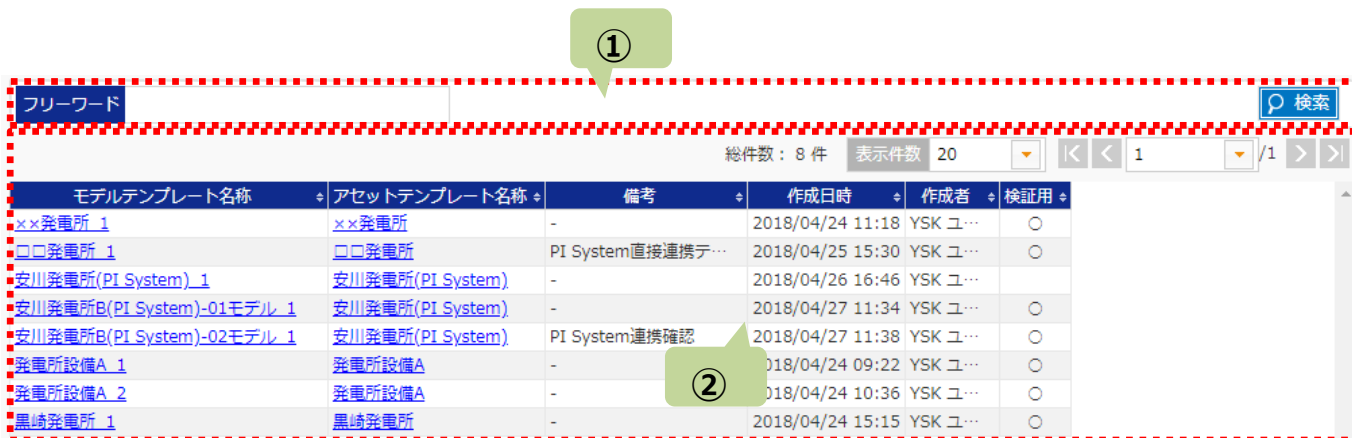 ①
フリーワード 検索
総件数： 8 件 表示件数 20 1 /1
モデルテンプレート名称 アセットテンプレート名称 備考 作成日時 作成者 検証用
××発電所_1 ××発電所 - 2018/04/24 11:18 YSK ユ… ○
□□発電所_1 □□発電所 PI System直接連携テ… 2018/04/25 15:30 YSK ユ… ○
安川発電所(PI System)_1 安川発電所(PI System) - 2018/04/26 16:46 YSK ユ…
安川発電所B(PI System)-01モデル_1 安川発電所(PI System) - 2018/04/27 11:34 YSK ユ… ○
安川発電所B(PI System)-02モデル_1 安川発電所(PI System) PI System連携確認 2018/04/27 11:38 YSK ユ… ○
発電所設備A_1 発電所設備A - 018/04/24 09:22 YSK ユ… ○
②
発電所設備A_2 発電所設備A - 018/04/24 10:36 YSK ユ… ○
黒崎発電所_1 黒崎発電所 - 2018/04/24 15:15 YSK ユ… ○